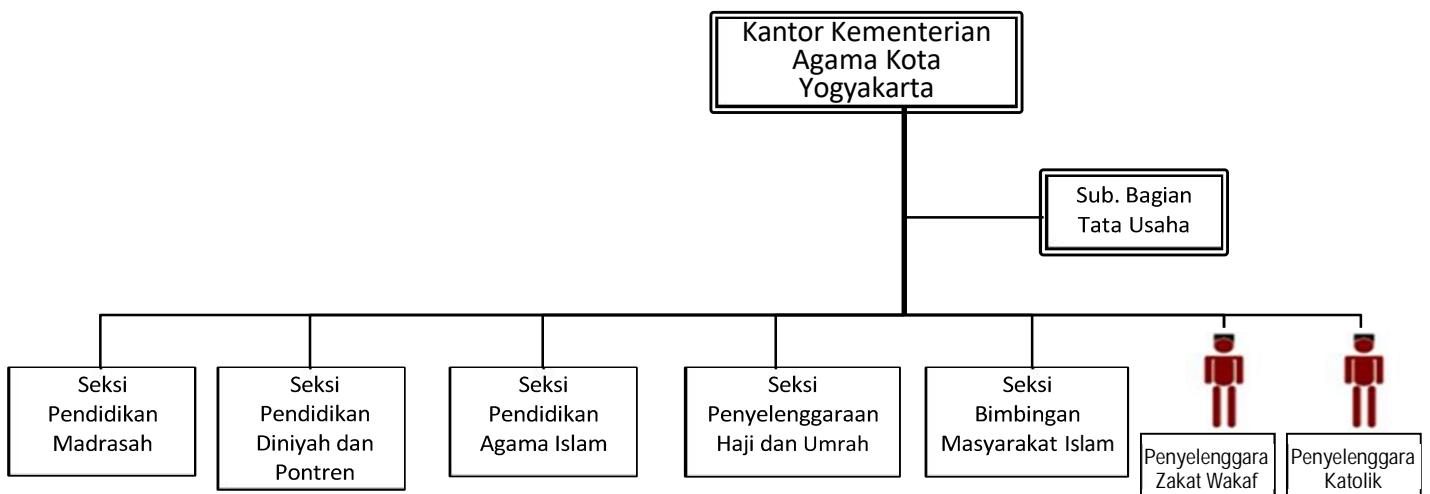 Kantor Kementerian
Agama Kota
Yogyakarta
Sub. Bagian
Tata Usaha
Seksi
Pendidikan
Madrasah
Seksi
Pendidikan
Diniyah dan
Pontren
Seksi
Pendidikan
Agama Islam
Seksi
Penyelenggaraan
Haji dan Umrah
Seksi
Bimbingan
Masyarakat Islam
Penyelenggara
Zakat Wakaf
Penyelenggara
Katolik